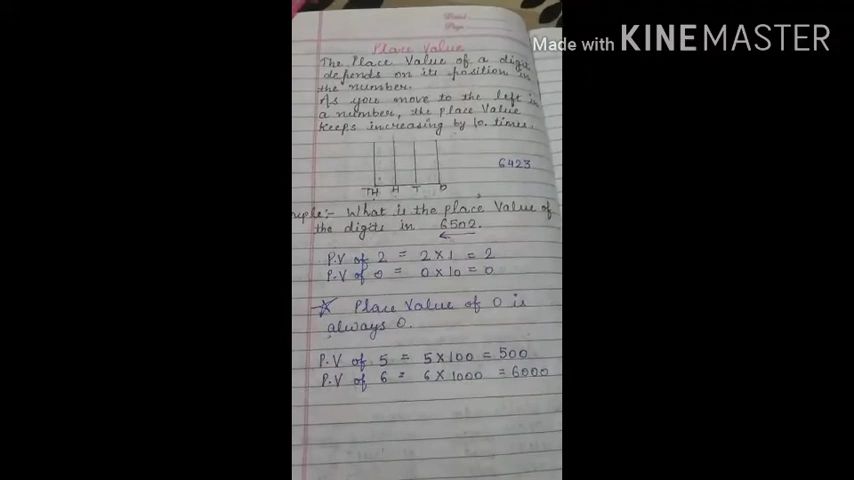 Made with KINEMASTER
Date:
Page:
Place Value
The Place Value of a digit
depends on its position in
the number.
As you move to the left in
a number, the place value
keeps increasing by 10. times.
6423
TH H T O
mple:- What is the place value of
the digits in 6502.
P.V of 2 = 2 X 1 = 2
P.V of 0 = 0 X 10 = 0
Place Value of 0 is
always 0.
P.V of 5 = 5 X 100 = 500
P.V of 6 = 6 X 1000 = 6000